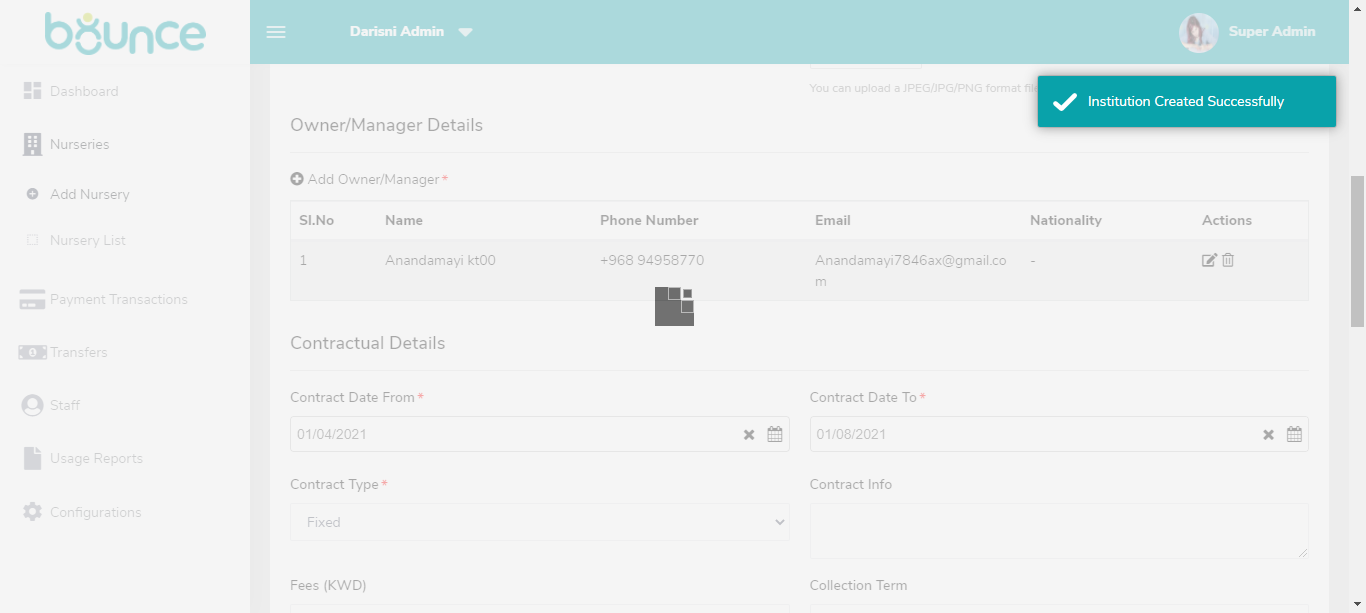 bounce
Darisni Admin
Super Admin
Dashboard
Nurseries
Add Nursery
Nursery List
Payment Transactions
Transfers
Staff
Usage Reports
Configurations
You can upload a JPEG/JPG/PNG format file
Institution Created Successfully
Owner/Manager Details
Add Owner/Manager *
Sl.No Name Phone Number Email Nationality Actions
1 Anandamayi kt00 +968 94958770 Anandamayi7846ax@gmail.co -
m
Contractual Details
Contract Date From * Contract Date To *
01/04/2021 01/08/2021
Contract Type * Contract Info
Fixed
Fees (KWD) Collection Term